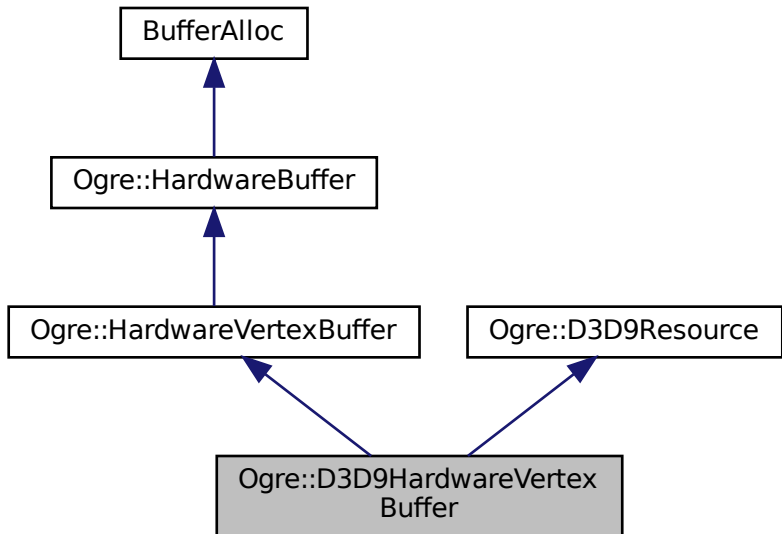 BufferAlloc
Ogre::HardwareBuffer
Ogre::HardwareVertexBuffer
Ogre::D3D9Resource
Ogre::D3D9HardwareVertex
Buffer